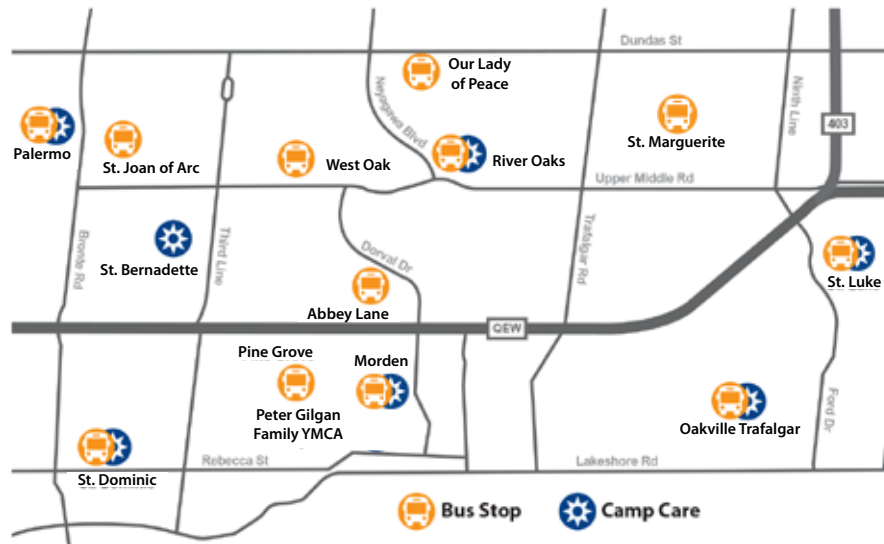 Dundas St
Our Lady
of Peace
Neyagawa Blvd
Ninth Line
403
Palermo
St. Joan of Arc
West Oak
River Oaks
St. Marguerite
Upper Middle Rd
Bronte Rd
Third Line
St. Bernadette
Dorval Dr
Trafalgar Rd
St. Luke
Abbey Lane
QEW
Pine Grove
Morden
Peter Gilgan
Family YMCA
Oakville Trafalgar
Ford Dr
St. Dominic
Rebecca St
Lakeshore Rd
Bus Stop
Camp Care